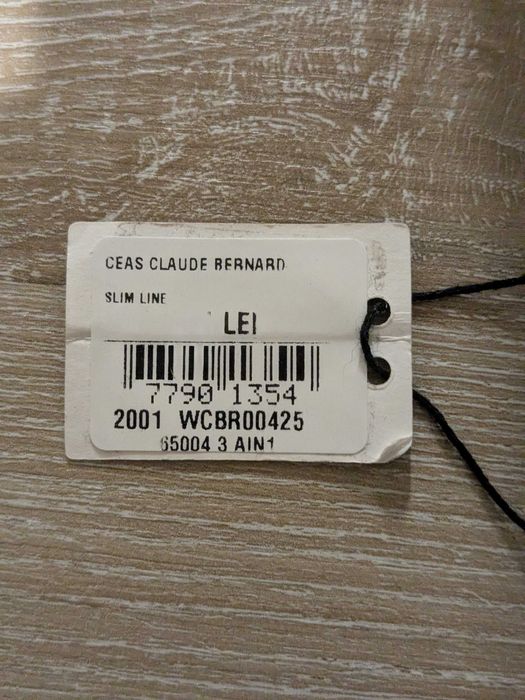 CEAS CLAUDE BERNARD
SLIM LINE
LEI
7790 1354
2001 WCBR00425
65004 3 AIN1